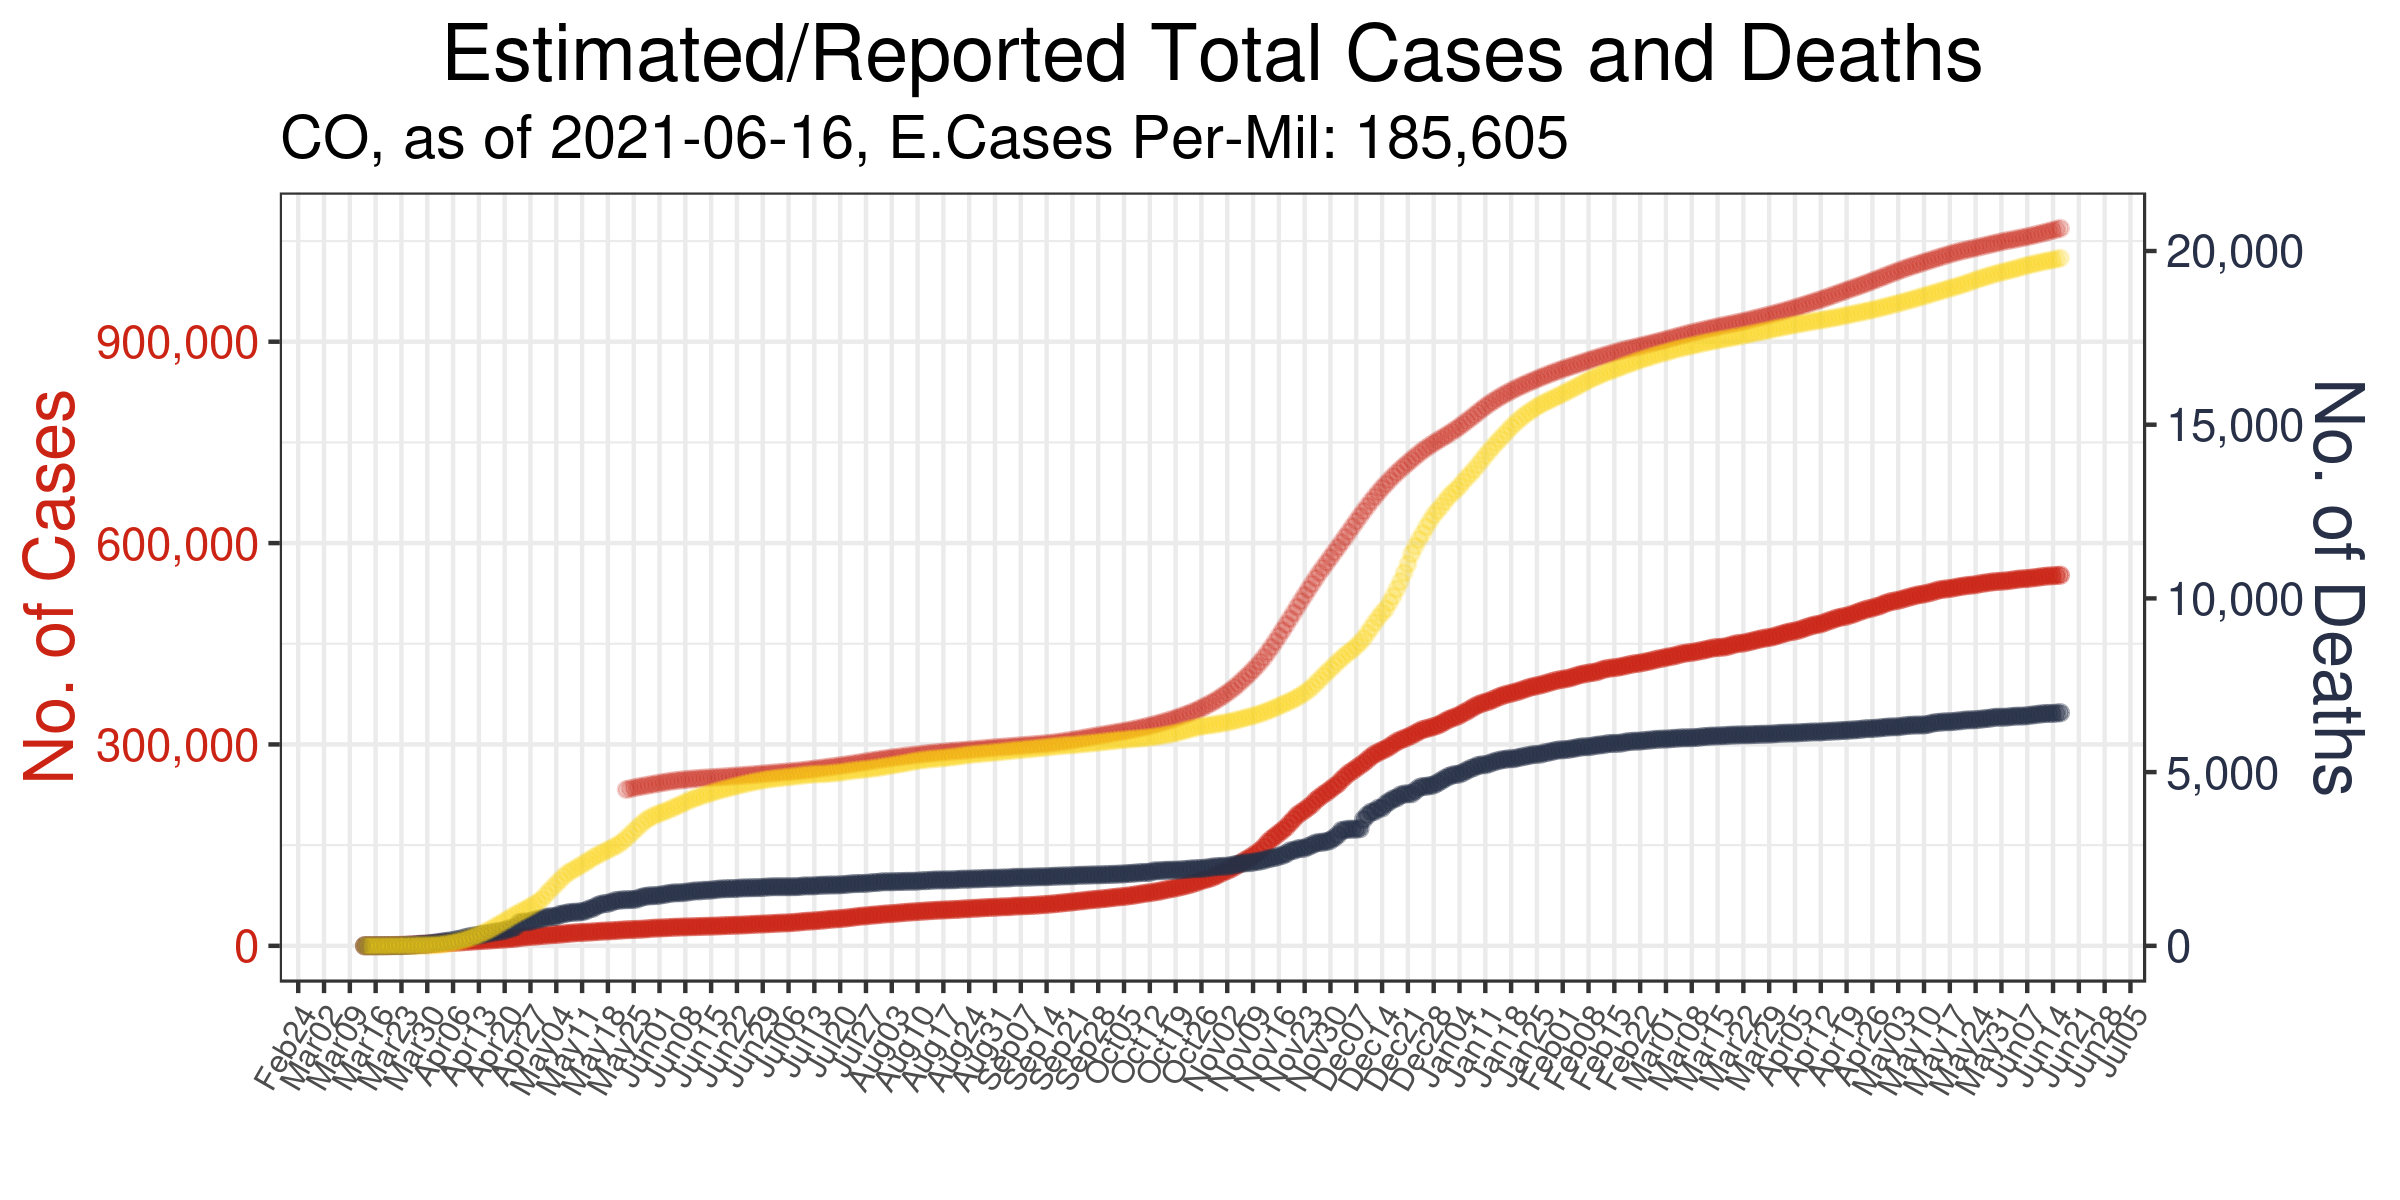 Estimated/Reported Total Cases and Deaths
CO, as of 2021-06-16, E.Cases Per-Mil: 185,605
No. of Cases
900,000
600,000
300,000
0
20,000
15,000
10,000
5,000
0
No. of Deaths
Feb24
Mar02
Mar09
Mar16
Mar23
Mar30
Apr06
Apr13
Apr20
Apr27
May04
May11
May18
May25
Jun01
Jun08
Jun15
Jun22
Jun29
Jul06
Jul13
Jul20
Jul27
Aug03
Aug10
Aug17
Aug24
Aug31
Sep07
Sep14
Sep21
Sep28
Oct05
Oct12
Oct19
Oct26
Nov02
Nov09
Nov16
Nov23
Nov30
Dec07
Dec14
Dec21
Dec28
Jan04
Jan11
Jan18
Jan25
Feb01
Feb08
Feb15
Feb22
Mar01
Mar08
Mar15
Mar22
Mar29
Apr05
Apr12
Apr19
Apr26
May03
May10
May17
May24
May31
Jun07
Jun14
Jun21
Jun28
Jul05